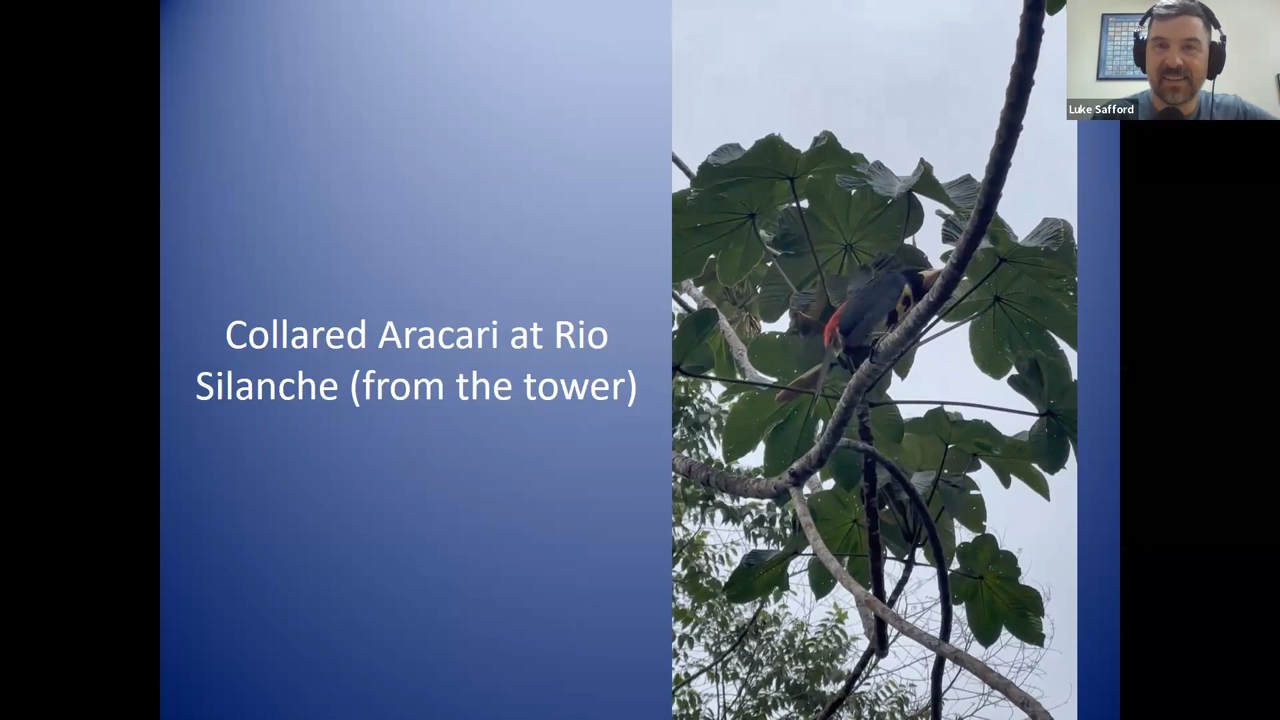 Luke Safford
Collared Aracari at Rio
Silanche (from the tower)